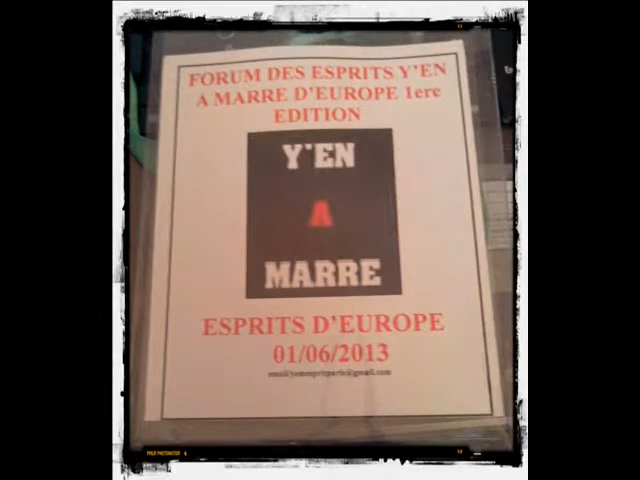 FORUM DES ESPRITS Y'EN
A MARRE D'EUROPE 1ere
EDITION
Y'EN
A
MARRE
ESPRITS D'EUROPE
01/06/2013